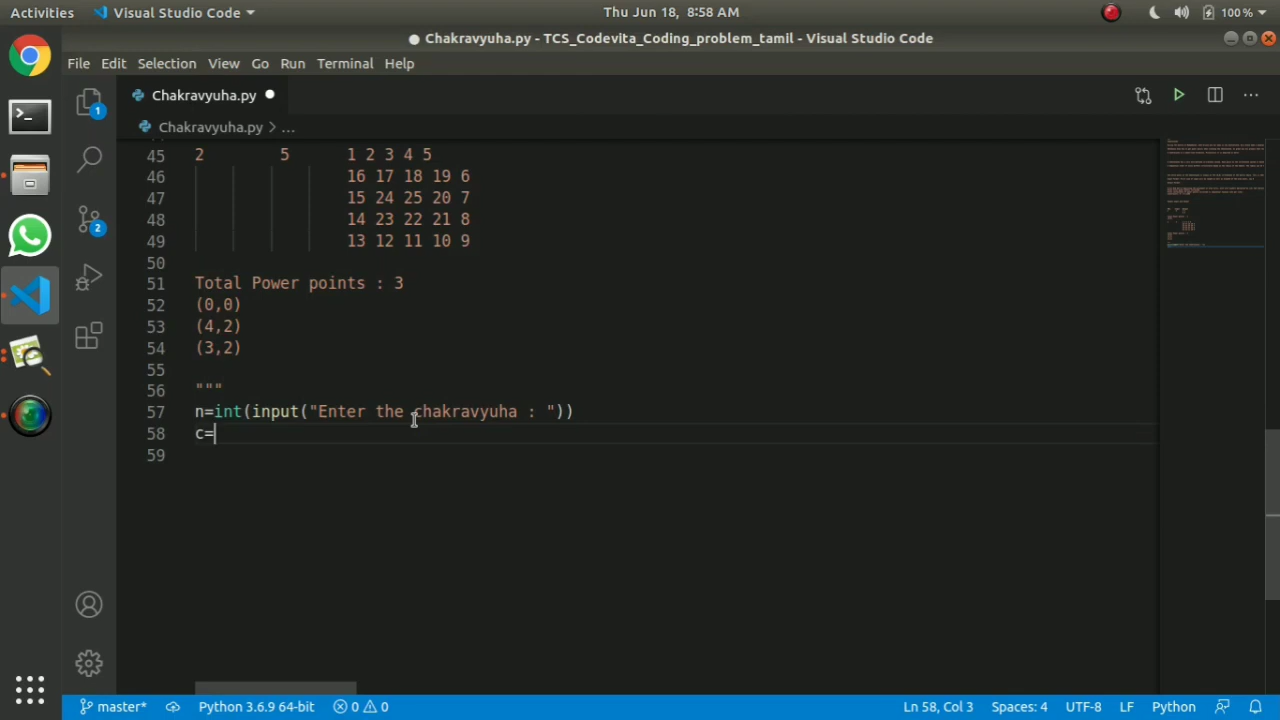 Activities Visual Studio Code Thu Jun 18, 8:58 AM 100%
Chakravyuha.py - TCS_Codevita_Coding_problem_tamil - Visual Studio Code
File Edit Selection View Go Run Terminal Help
Chakravyuha.py
Chakravyuha.py > ...
45 2 5 1 2 3 4 5
46 16 17 18 19 6
47 15 24 25 20 7
48 14 23 22 21 8
49 13 12 11 10 9
50
51 Total Power points : 3
52 (0,0)
53 (4,2)
54 (3,2)
55
56 """
57 n=int(input("Enter the chakravyuha : "))
58 c=
59
1
2
master* Python 3.6.9 64-bit 0 0 Ln 58, Col 3 Spaces: 4 UTF-8 LF Python